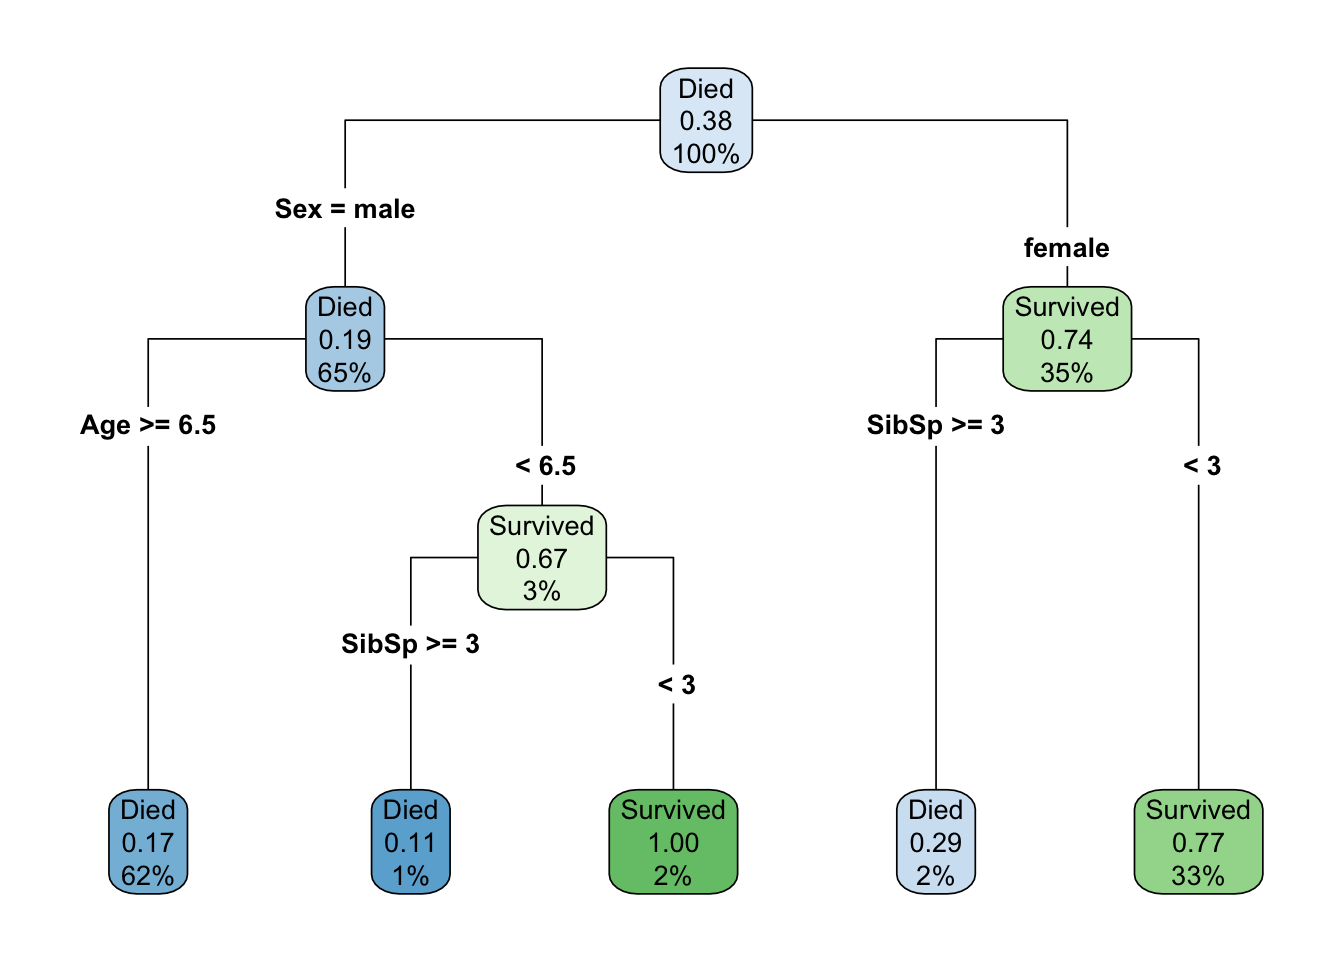 Died
0.38
100%
Sex = male
female
Died
0.19
65%
Survived
0.74
35%
Age >= 6.5
< 6.5
SibSp >= 3
< 3
Survived
0.67
3%
SibSp >= 3
< 3
Died
0.17
62%
Died
0.11
1%
Survived
1.00
2%
Died
0.29
2%
Survived
0.77
33%